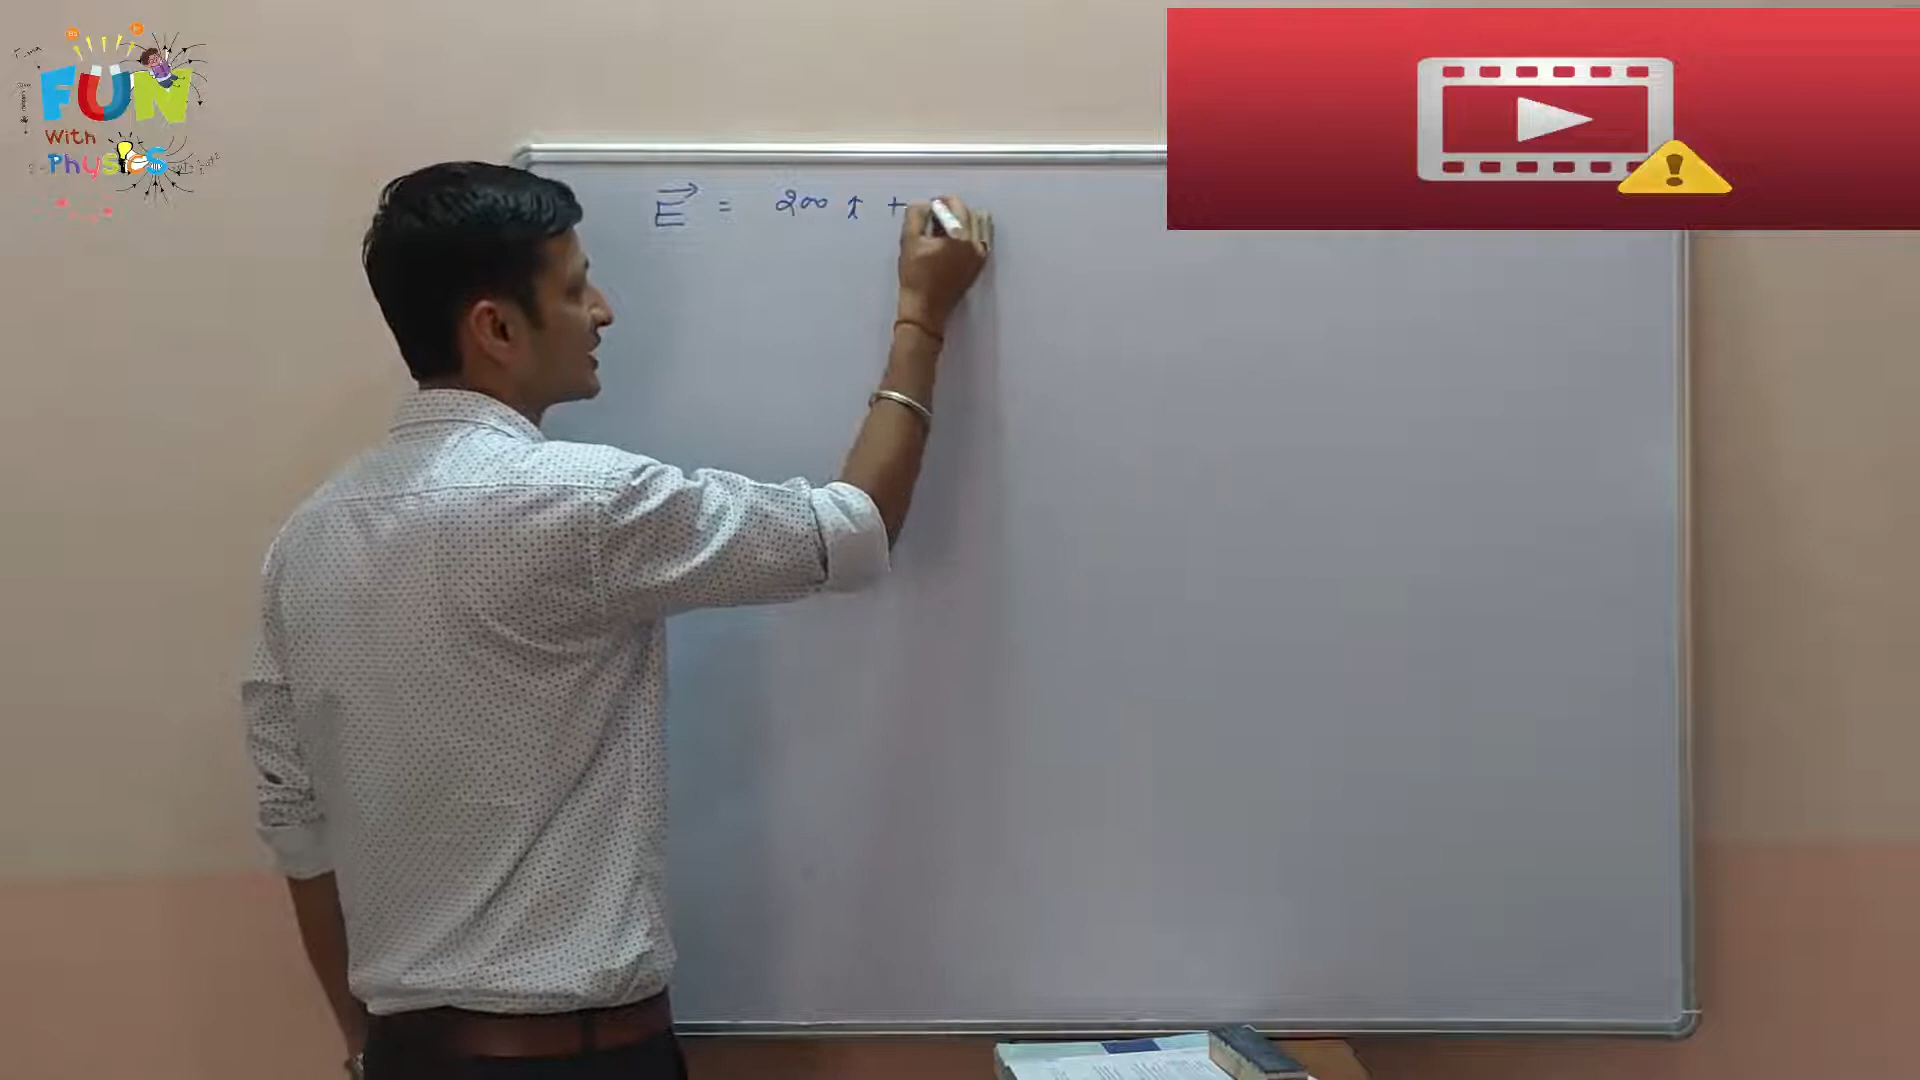 FUN
With
Physics
E⃗ = 200 î +